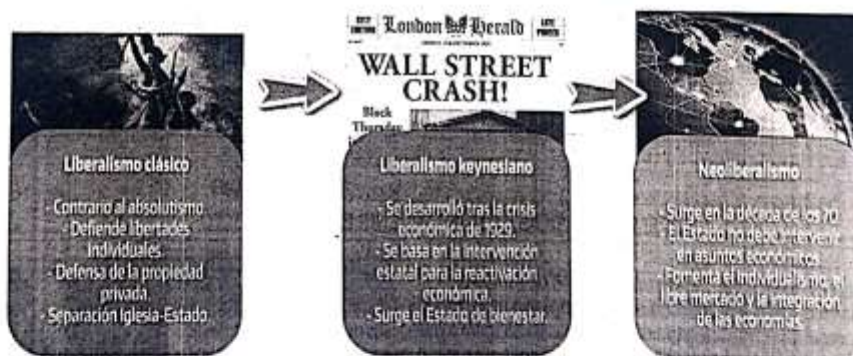 Liberalismo clásico
- Contrario al absolutismo
- Defiende libertades
individuales.
- Defensa de la propiedad
privada.
- Separación Iglesia-Estado
London Herald
WALL STREET
CRASH!
Black
Thursday
Liberalismo keynesiano
- Se desarrolló tras la crisis
económica de 1929.
- Se basa en la intervención
estatal para la reactivación
económica.
- Surge el Estado de bienestar.
Neoliberalismo
- Surge en la década de los 70.
- El Estado no debe intervenir
en asuntos económicos.
- Fomenta el individualismo, el
libre mercado y la integración
de las economías.